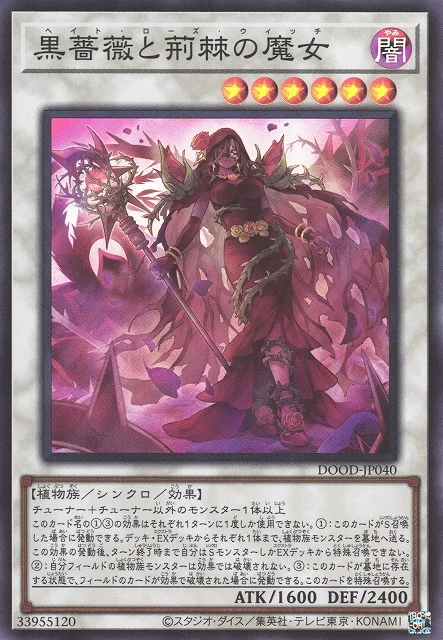 ヘイト・ローズ・ウィッチ
黒薔薇と荊棘の魔女
やみ
闇
DOOD-JP040
【植物族/シンクロ/効果】
チューナー+チューナー以外のモンスター1体以上
このカード名の①③の効果はそれぞれ1ターンに1度しか使用できない。①:このカードがS召喚
した場合に発動できる。デッキ・EXデッキからそれぞれ1体まで、植物族モンスターを墓地へ送る。
この効果の発動後、ターン終了時まで自分はSモンスターしかEXデッキから特殊召喚できない。
②:自分フィールドの植物族モンスターは効果では破壊されない。③:このカードが墓地に存在
する状態で、フィールドのカードが効果で破壊された場合に発動できる。このカードを特殊召喚する。
ATK/1600 DEF/2400
33955120
©スタジオ・ダイス/集英社・テレビ東京・KONAMI